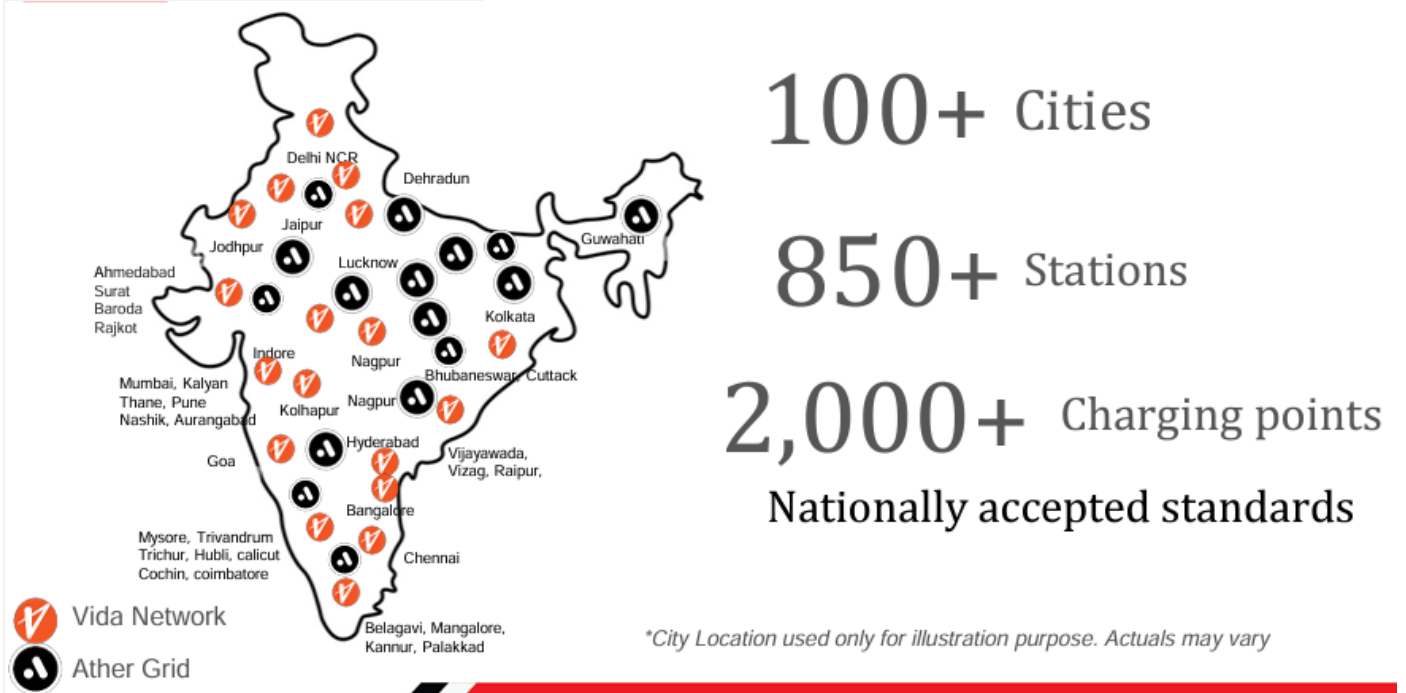 Delhi NCR
Dehradun
Jaipur
Guwahati
Jodhpur
Lucknow
Ahmedabad
Surat
Baroda
Rajkot
Kolkata
Indore
Nagpur
Bhubaneswar, Cuttack
Mumbai, Kalyan
Thane, Pune
Nashik, Aurangabad
Kolhapur
Nagpur
Hyderabad
Goa
Vijayawada,
Vizag, Raipur,
Bangalore
Mysore, Trivandrum
Trichur, Hubli, calicut
Cochin, coimbatore
Chennai
Belagavi, Mangalore,
Kannur, Palakkad
Vida Network
Ather Grid
100+ Cities
850+ Stations
2,000+ Charging points
Nationally accepted standards
*City Location used only for illustration purpose. Actuals may vary